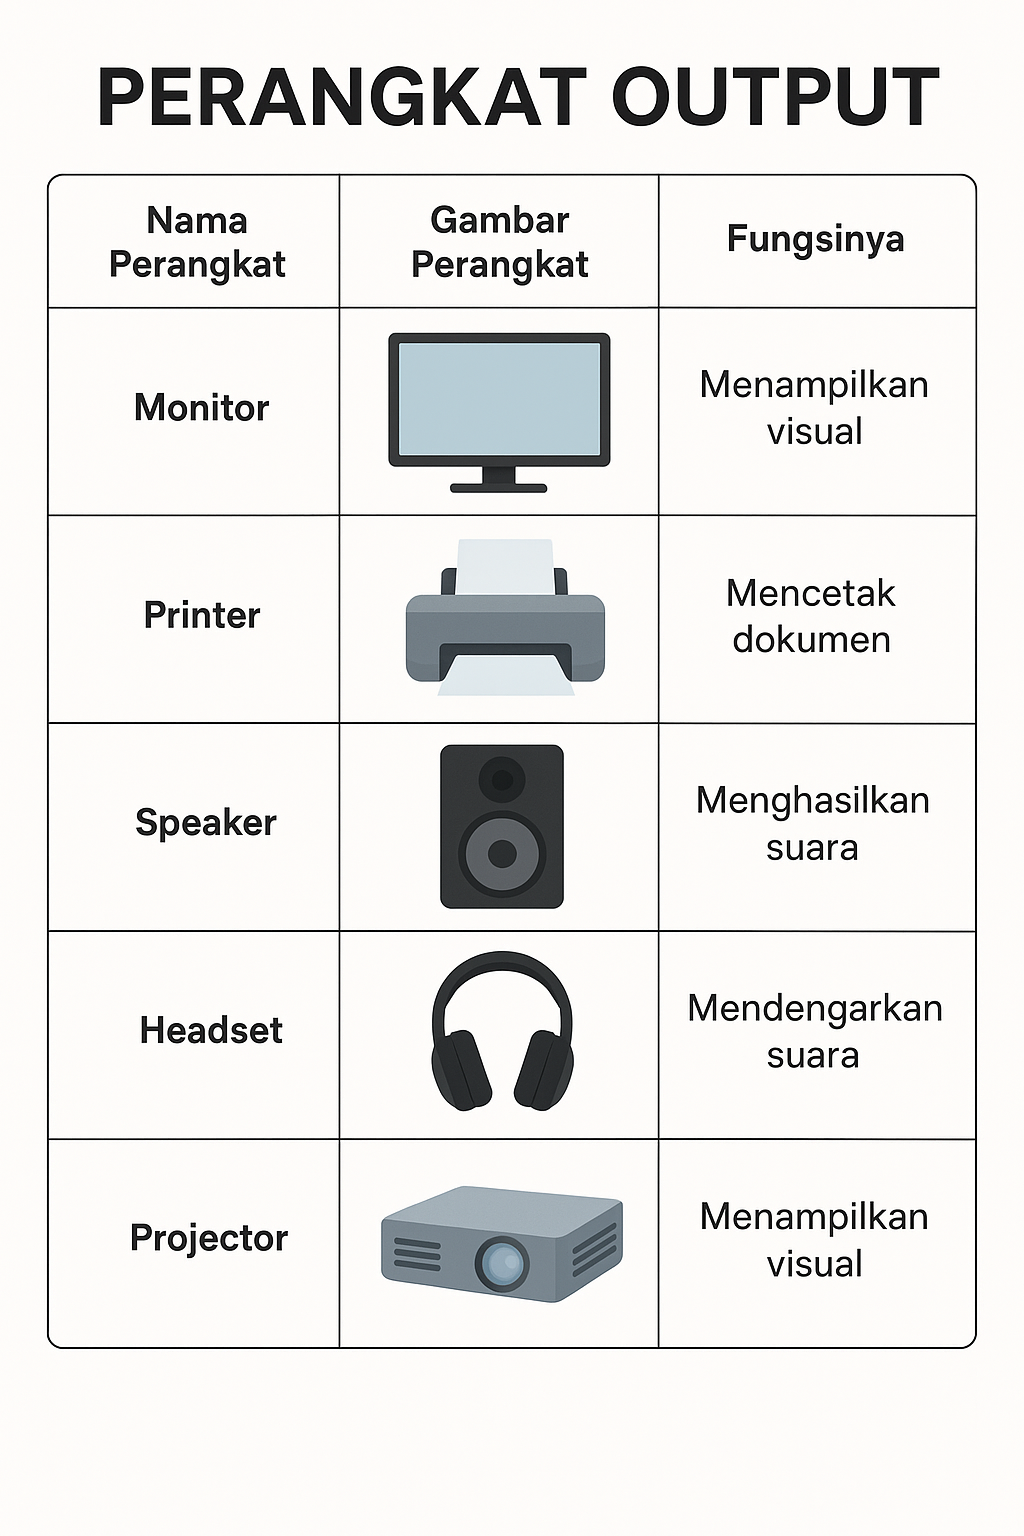 PERANGKAT OUTPUT
Nama
Perangkat
Gambar
Perangkat
Fungsinya
Monitor
Menampilkan
visual
Printer
Mencetak
dokumen
Speaker
Menghasilkan
suara
Headset
Mendengarkan
suara
Projector
Menampilkan
visual